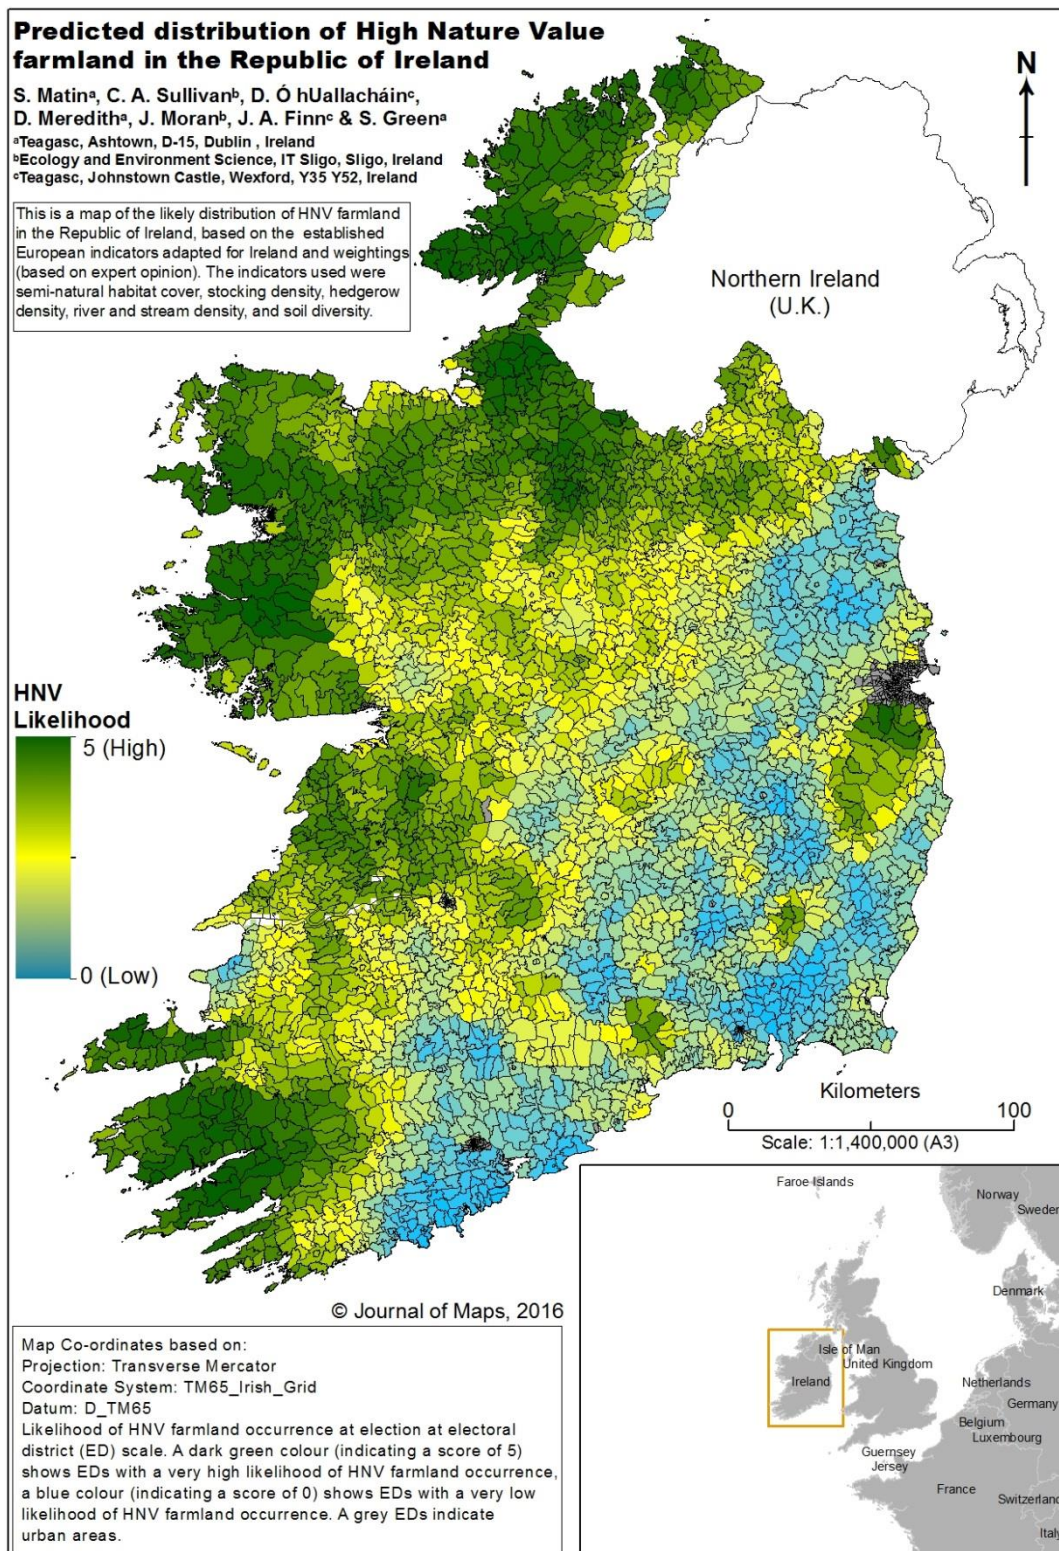 Predicted distribution of High Nature Value
farmland in the Republic of Ireland
S. Matinᵃ, C. A. Sullivanᵇ, D. Ó hUallacháinᶜ,
D. Mereditha, J. Moranᵇ, J. A. Finnᶜ & S. Greenᵃ
ᵃTeagasc, Ashtown, D-15, Dublin , Ireland
ᵇEcology and Environment Science, IT Sligo, Sligo, Ireland
ᶜTeagasc, Johnstown Castle, Wexford, Y35 Y52, Ireland
This is a map of the likely distribution of HNV farmland
in the Republic of Ireland, based on the established
European indicators adapted for Ireland and weightings
(based on expert opinion). The indicators used were
semi-natural habitat cover, stocking density, hedgerow
density, river and stream density, and soil diversity.
N
Northern Ireland
(U.K.)
HNV
Likelihood
5 (High)
0 (Low)
Kilometers
0 100
Scale: 1:1,400,000 (A3)
© Journal of Maps, 2016
Map Co-ordinates based on:
Projection: Transverse Mercator
Coordinate System: TM65_Irish_Grid
Datum: D_TM65
Likelihood of HNV farmland occurrence at election at electoral
district (ED) scale. A dark green colour (indicating a score of 5)
shows EDs with a very high likelihood of HNV farmland occurrence,
a blue colour (indicating a score of 0) shows EDs with a very low
likelihood of HNV farmland occurrence. A grey EDs indicate
urban areas.
Faroe Islands
Norway
Sweden
Denmark
Isle of Man
United Kingdom
Ireland
Netherlands
Germany
Belgium
Luxembourg
Guernsey
Jersey
France
Switzerland
Italy